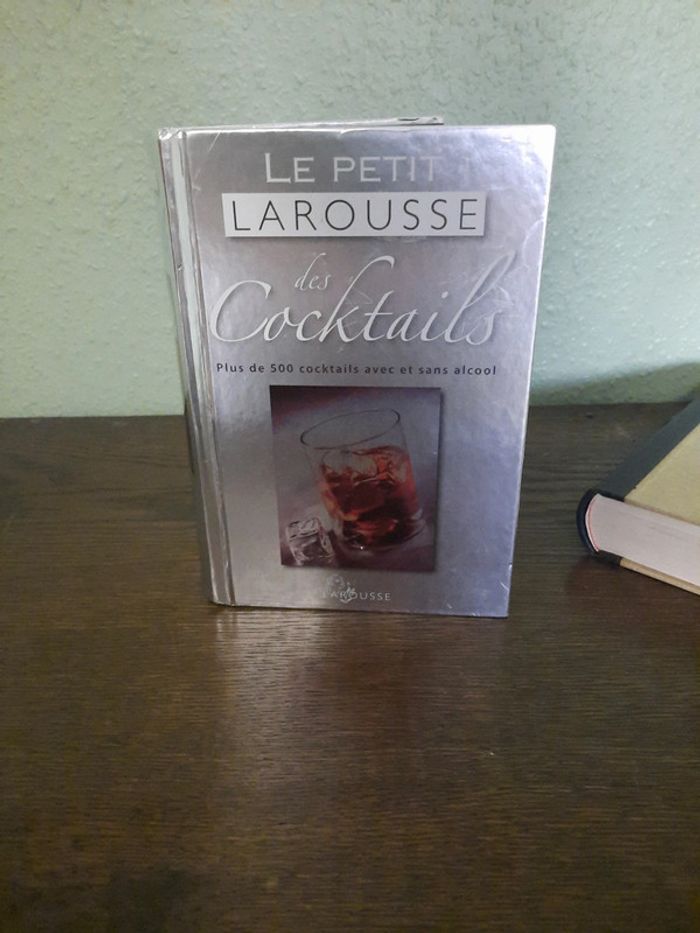 LE PETIT
LAROUSSE
des
Cocktails
Plus de 500 cocktails avec et sans alcool
LAROUSSE